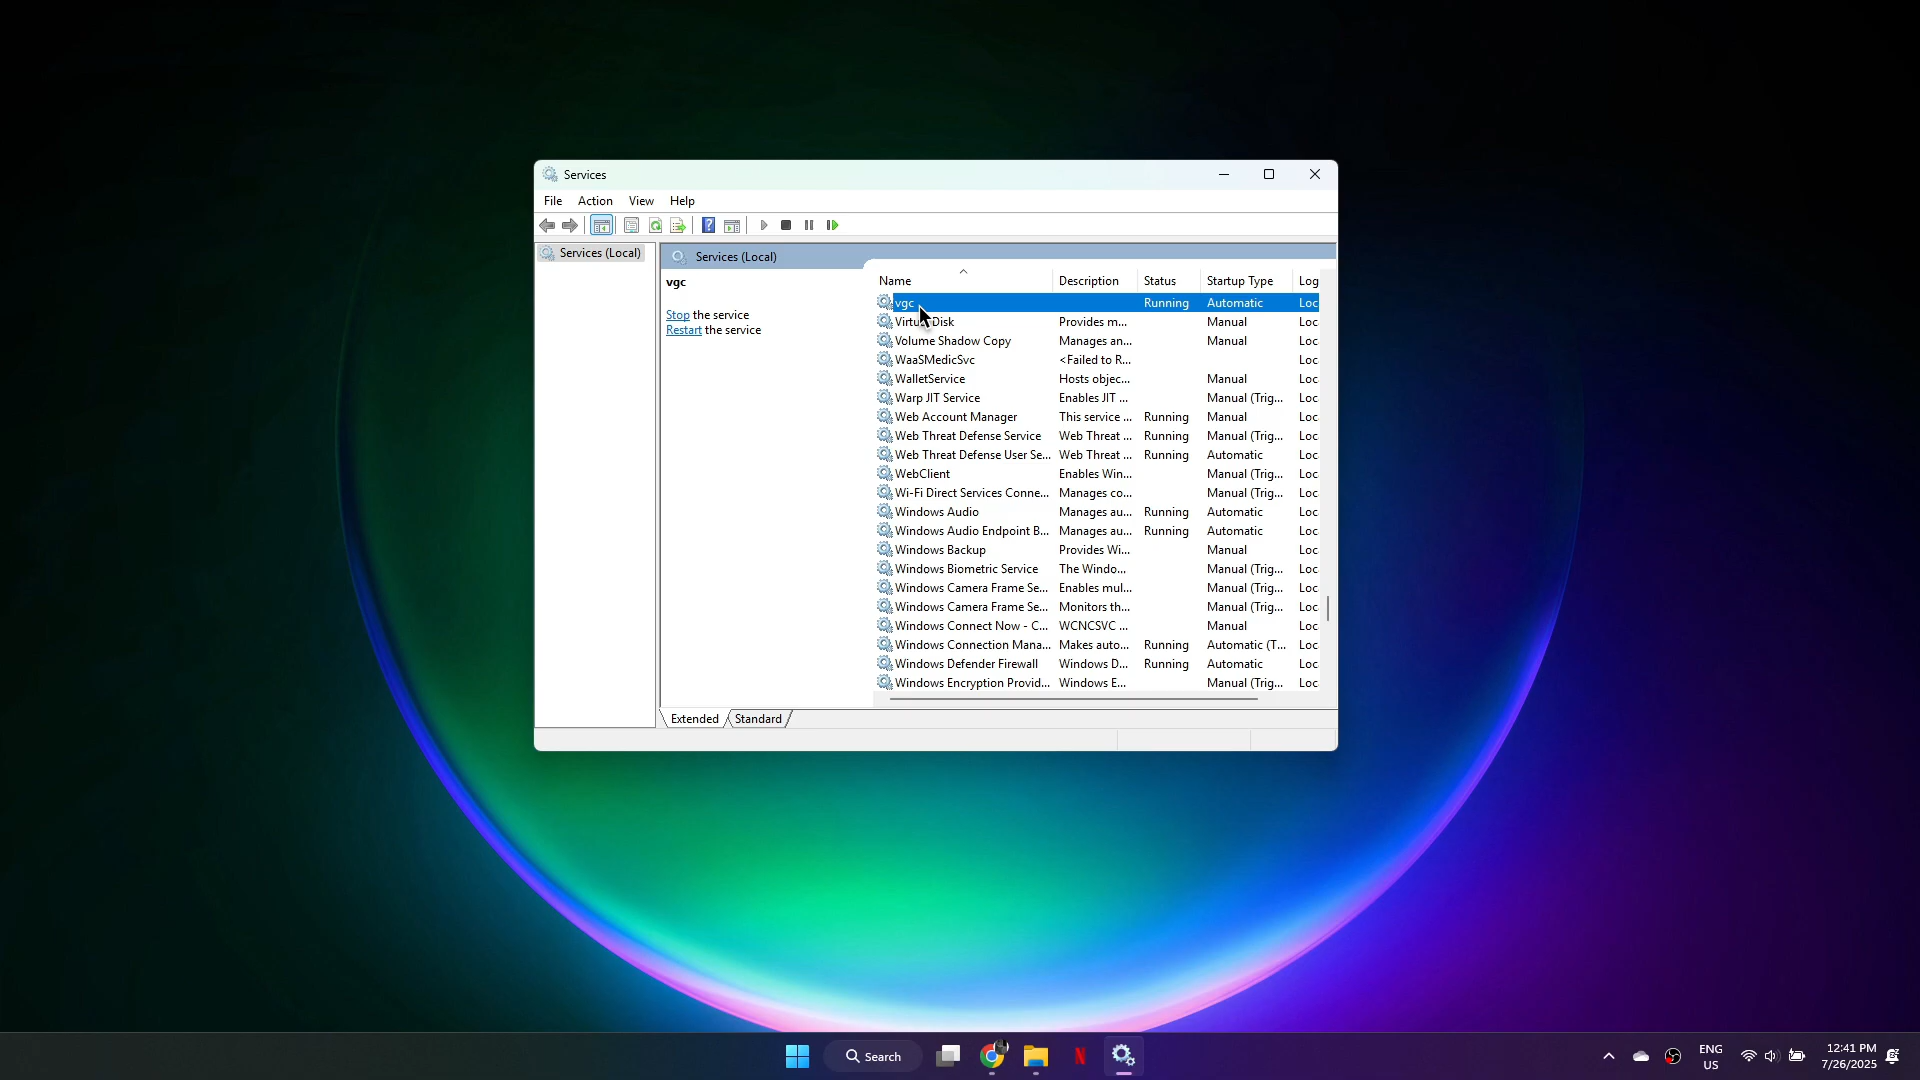 Services
File Action View Help
Services (Local)
Services (Local)
vgc
Stop the service
Restart the service
Name Description Status Startup Type Log
vgc Running Automatic Loc
Virtu Disk Provides m... Manual Loc
Volume Shadow Copy Manages an... Manual Loc
WaaSMedicSvc <Failed to R... Loc
WalletService Hosts objec... Manual Loc
Warp JIT Service Enables JIT ... Manual (Trig... Loc
Web Account Manager This service ... Running Manual Loc
Web Threat Defense Service Web Threat ... Running Manual (Trig... Loc
Web Threat Defense User Se... Web Threat ... Running Automatic Loc
WebClient Enables Win... Manual (Trig... Loc
Wi-Fi Direct Services Conne... Manages co... Manual (Trig... Loc
Windows Audio Manages au... Running Automatic Loc
Windows Audio Endpoint B... Manages au... Running Automatic Loc
Windows Backup Provides Wi... Manual Loc
Windows Biometric Service The Windo... Manual (Trig... Loc
Windows Camera Frame Se... Enables mul... Manual (Trig... Loc
Windows Camera Frame Se... Monitors th... Manual (Trig... Loc
Windows Connect Now - C... WCNCSVC ... Manual Loc
Windows Connection Mana... Makes auto... Running Automatic (T... Loc
Windows Defender Firewall Windows D... Running Automatic Loc
Windows Encryption Provid... Windows E... Manual (Trig... Loc
Extended Standard
Search
ENG
US
12:41 PM
7/26/2025